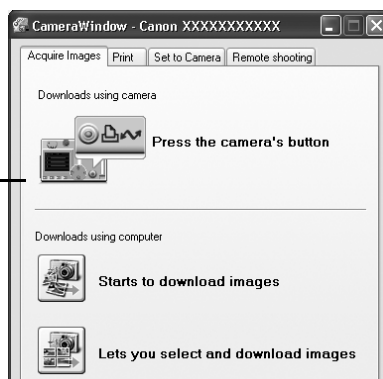 CameraWindow - Canon XXXXXXXXXXX
Acquire Images Print Set to Camera Remote shooting
Downloads using camera
Press the camera's button
Downloads using computer
Starts to download images
Lets you select and download images